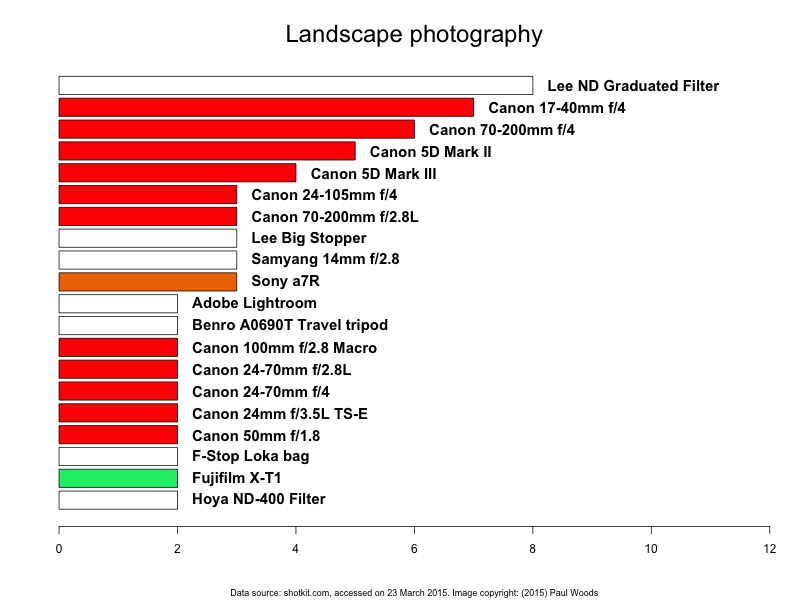 Landscape photography
Lee ND Graduated Filter
Canon 17-40mm f/4
Canon 70-200mm f/4
Canon 5D Mark II
Canon 5D Mark III
Canon 24-105mm f/4
Canon 70-200mm f/2.8L
Lee Big Stopper
Samyang 14mm f/2.8
Sony a7R
Adobe Lightroom
Benro A0690T Travel tripod
Canon 100mm f/2.8 Macro
Canon 24-70mm f/2.8L
Canon 24-70mm f/4
Canon 24mm f/3.5L TS-E
Canon 50mm f/1.8
F-Stop Loka bag
Fujifilm X-T1
Hoya ND-400 Filter
0 2 4 6 8 10 12
Data source: shotkit.com, accessed on 23 March 2015. Image copyright: (2015) Paul Woods